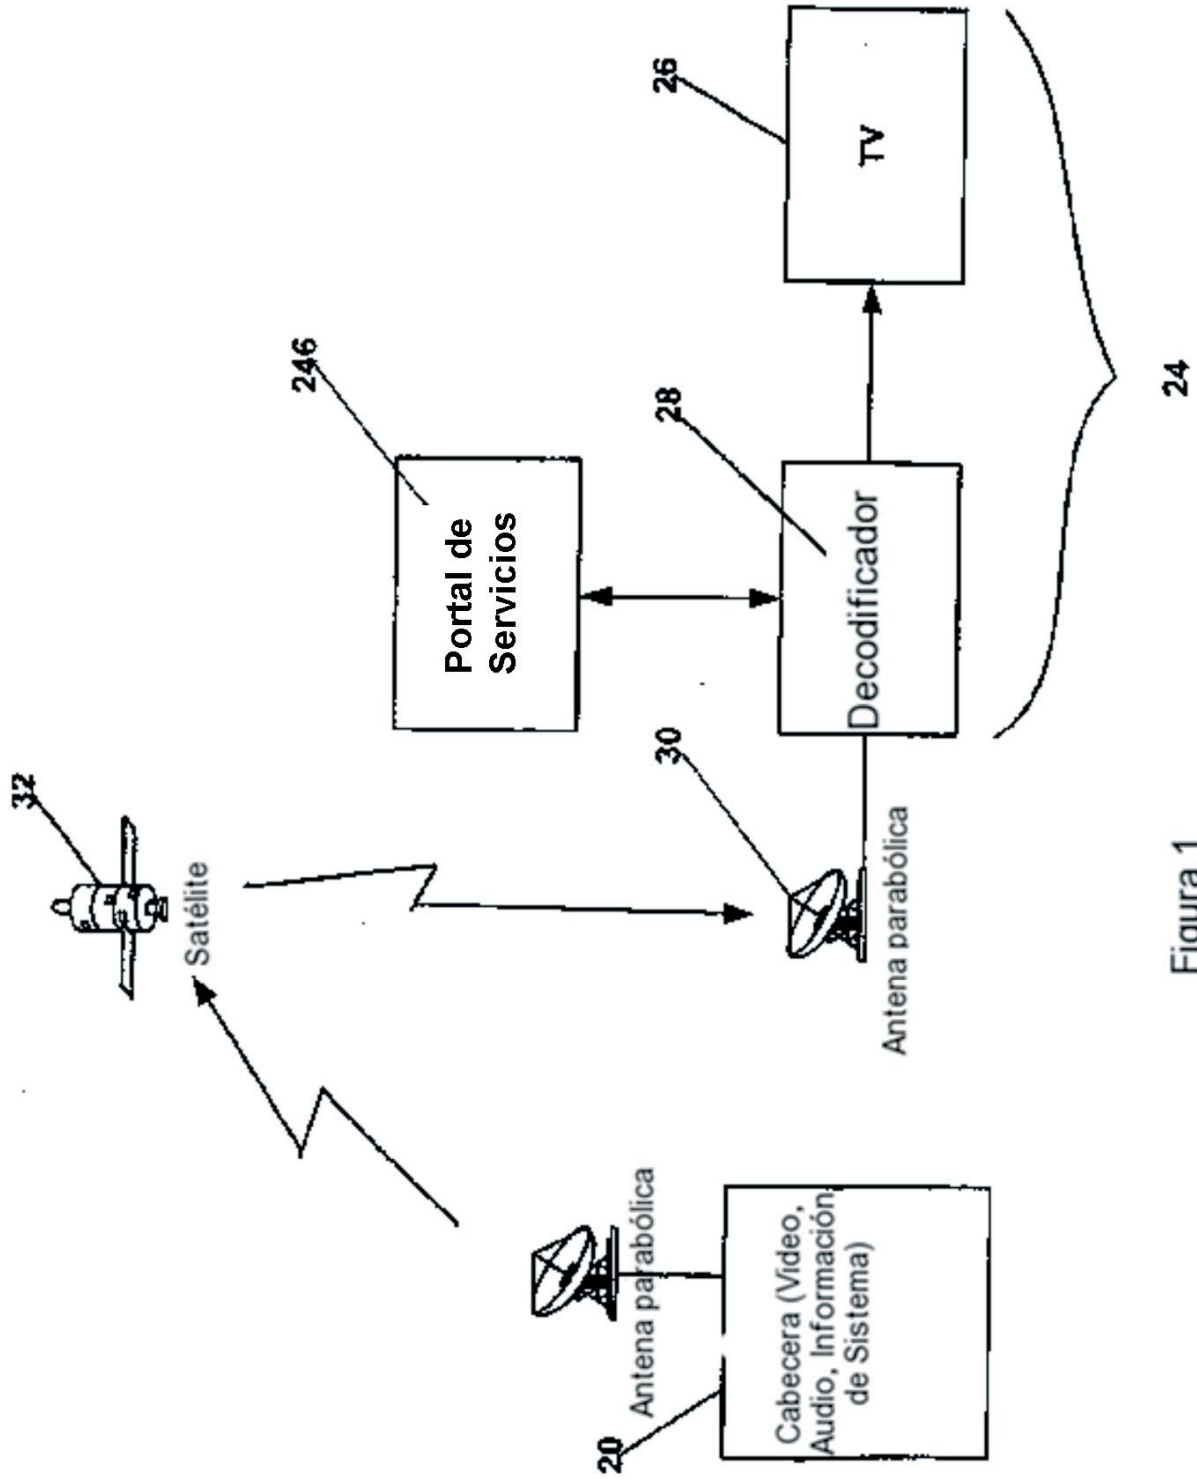 32
Satélite
246
Portal de
Servicios
20
Cabecera (Video,
Audio, Información
de Sistema)
Antena parabólica
30
Antena parabólica
28
Decodificador
26
TV
24
Figura 1